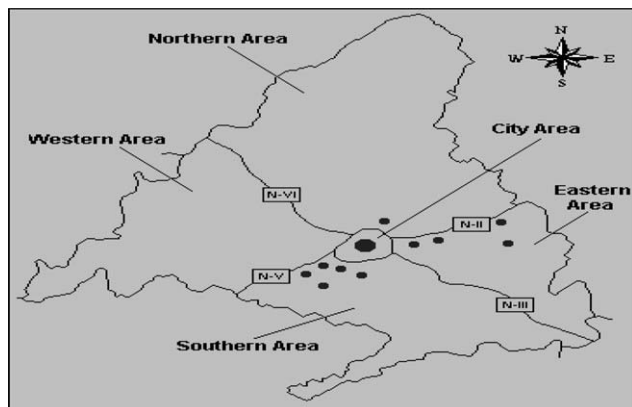 Northern Area
N
W E
S
Western Area
City Area
N-VI
Eastern
Area
N-II
N-V
N-III
Southern Area